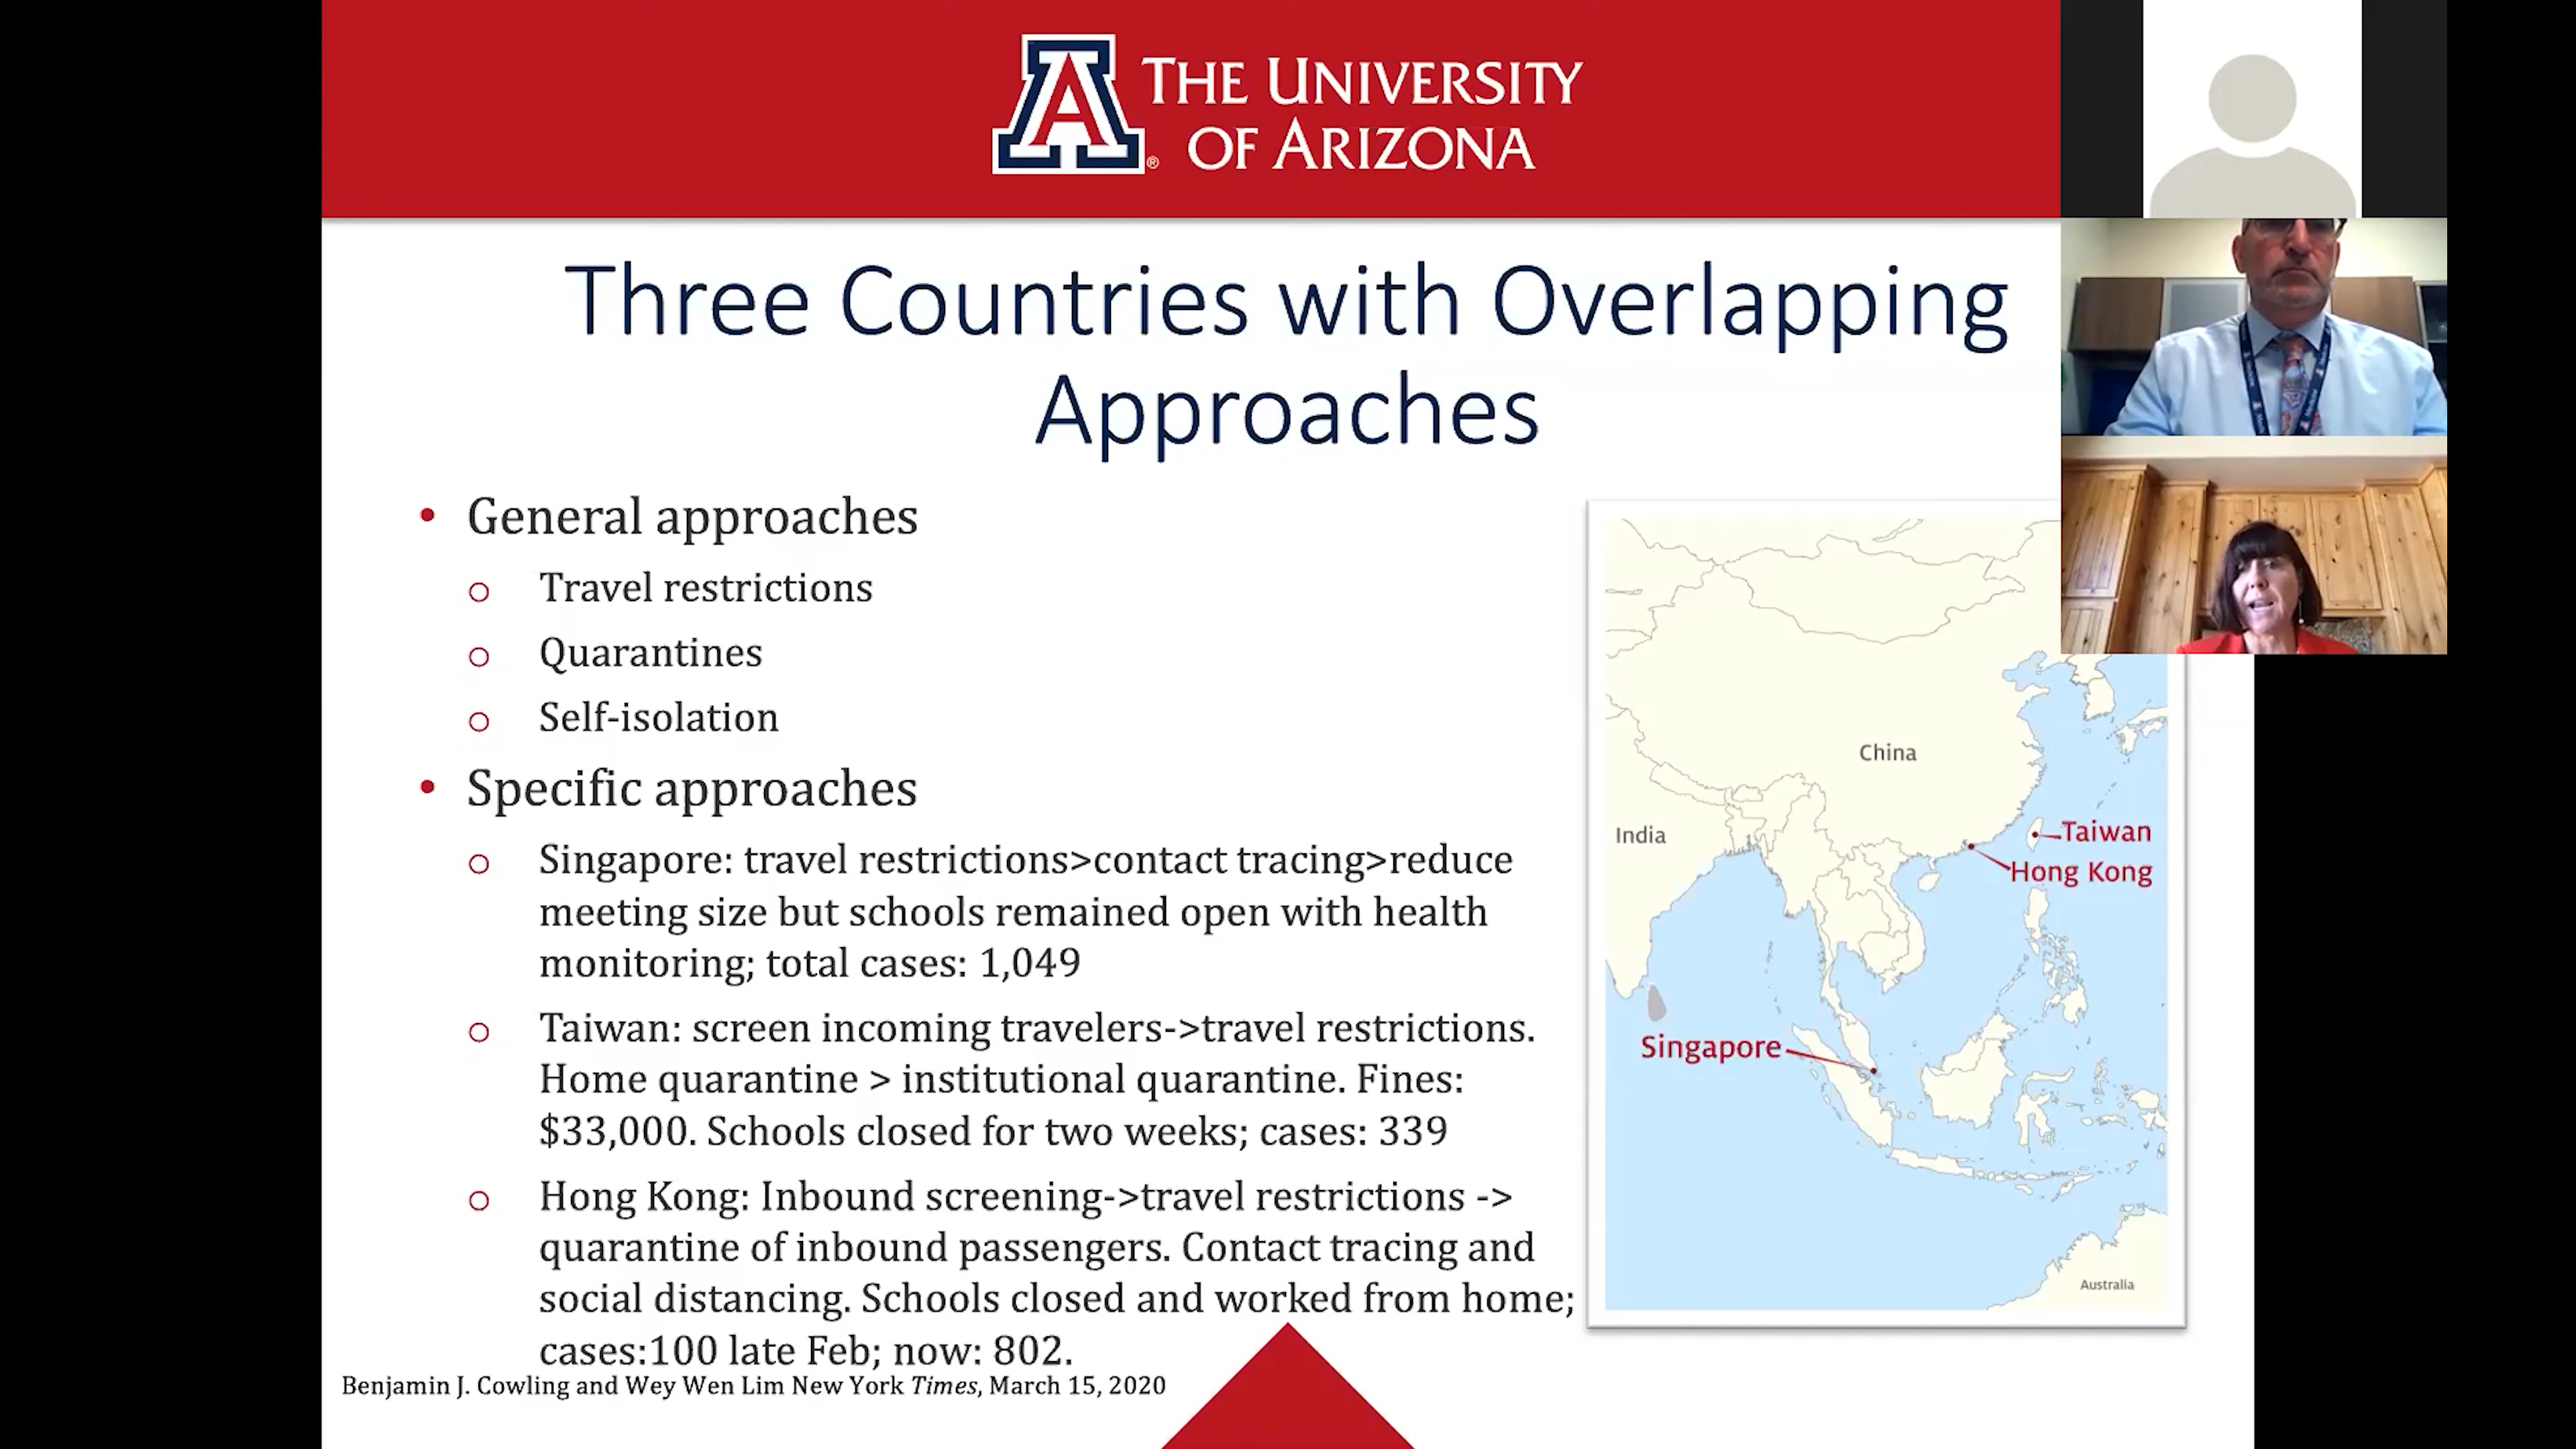 THE UNIVERSITY
OF ARIZONA
A
®
Three Countries with Overlapping
Approaches
• General approaches
o Travel restrictions
o Quarantines
o Self-isolation
• Specific approaches
o Singapore: travel restrictions>contact tracing>reduce
meeting size but schools remained open with health
monitoring; total cases: 1,049
o Taiwan: screen incoming travelers->travel restrictions.
Home quarantine > institutional quarantine. Fines:
$33,000. Schools closed for two weeks; cases: 339
o Hong Kong: Inbound screening->travel restrictions ->
quarantine of inbound passengers. Contact tracing and
social distancing. Schools closed and worked from home;
cases:100 late Feb; now: 802.
Benjamin J. Cowling and Wey Wen Lim New York Times, March 15, 2020
China
India
Taiwan
Hong Kong
Singapore
Australia